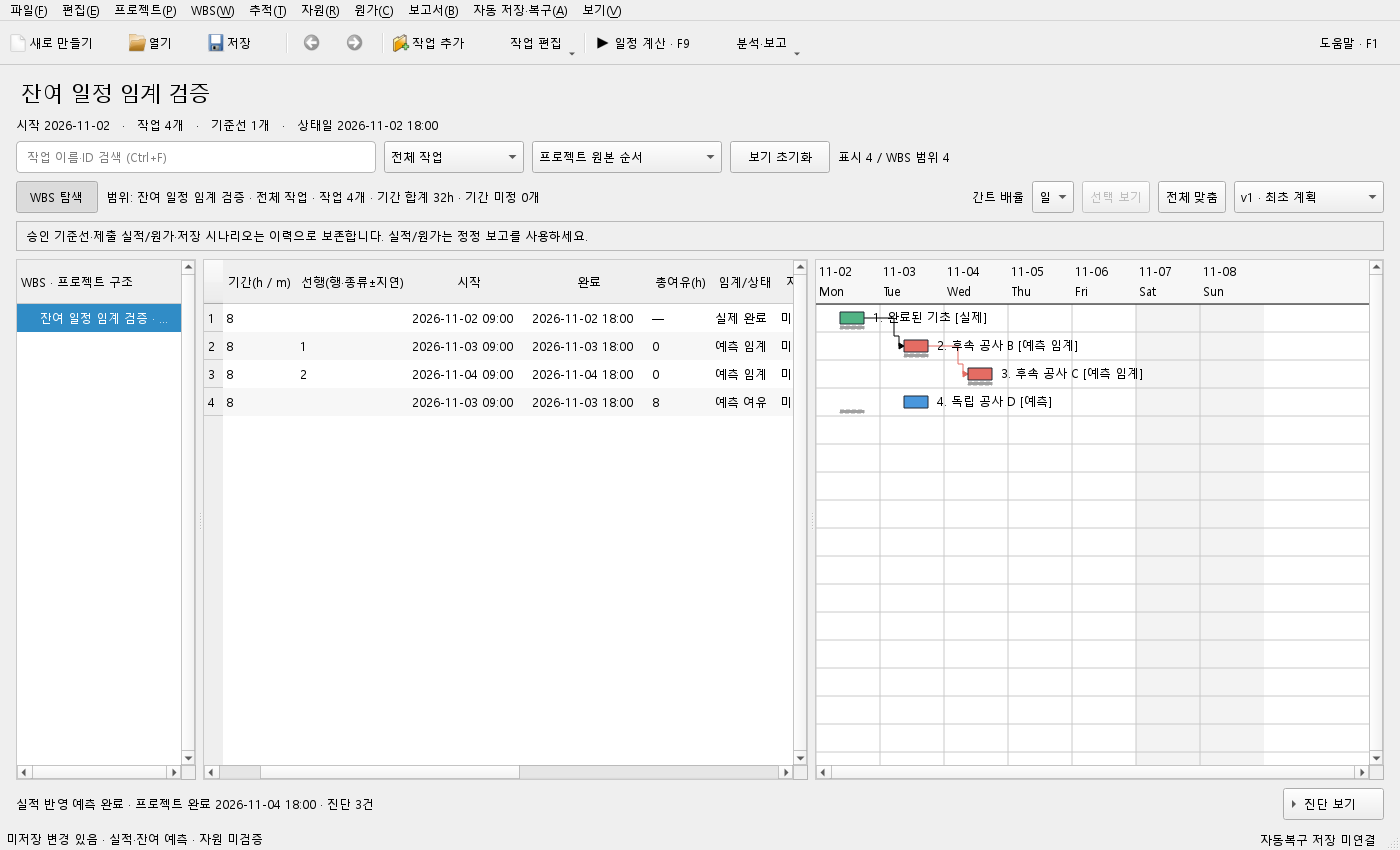 파일(F) 편집(E) 프로젝트(P) WBS(W) 추적(T) 자원(R) 원가(C) 보고서(B) 자동 저장·복구(A) 보기(V)
새로 만들기 열기 저장 작업 추가 작업 편집 일정 계산 · F9 분석·보고 도움말 · F1
잔여 일정 임계 검증
시작 2026-11-02 · 작업 4개 · 기준선 1개 · 상태일 2026-11-02 18:00
작업 이름·ID 검색 (Ctrl+F) 전체 작업 프로젝트 원본 순서 보기 초기화 표시 4 / WBS 범위 4
WBS 탐색 범위: 잔여 일정 임계 검증 · 전체 작업 · 작업 4개 · 기간 합계 32h · 기간 미정 0개 간트 배율 일 선택 보기 전체 맞춤 v1 · 최초 계획
승인 기준선·제출 실적/원가·저장 시나리오는 이력으로 보존합니다. 실적/원가는 정정 보고를 사용하세요.
WBS · 프로젝트 구조
잔여 일정 임계 검증 · ...
기간(h / m) 선행(행·종류±지연) 시작 완료 총여유(h) 임계/상태
1 8 2026-11-02 09:00 2026-11-02 18:00 — 실제 완료 미
2 8 1 2026-11-03 09:00 2026-11-03 18:00 0 예측 임계 미
3 8 2 2026-11-04 09:00 2026-11-04 18:00 0 예측 임계 미
4 8 2026-11-03 09:00 2026-11-03 18:00 8 예측 여유 미
11-02 11-03 11-04 11-05 11-06 11-07 11-08
Mon Tue Wed Thu Fri Sat Sun
1. 완료된 기초 [실제]
2. 후속 공사 B [예측 임계]
3. 후속 공사 C [예측 임계]
4. 독립 공사 D [예측]
실적 반영 예측 완료 · 프로젝트 완료 2026-11-04 18:00 · 진단 3건 진단 보기
미저장 변경 있음 · 실적·잔여 예측 · 자원 미검증 자동복구 저장 미연결